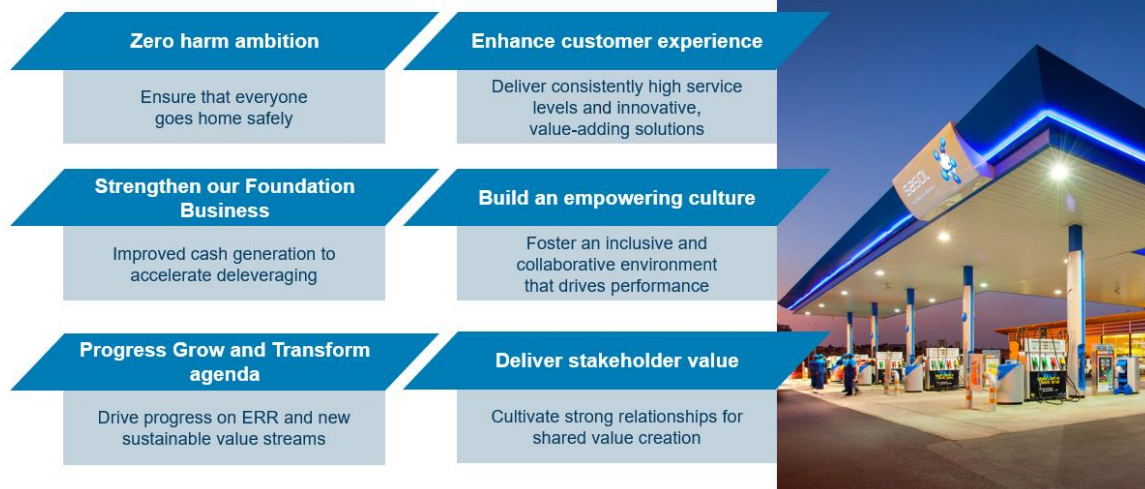 Zero harm ambition
Ensure that everyone
goes home safely
Enhance customer experience
Deliver consistently high service
levels and innovative,
value-adding solutions
Strengthen our Foundation
Business
Improved cash generation to
accelerate deleveraging
Build an empowering culture
Foster an inclusive and
collaborative environment
that drives performance
Progress Grow and Transform
agenda
Drive progress on ERR and new
sustainable value streams
Deliver stakeholder value
Cultivate strong relationships for
shared value creation
sasol